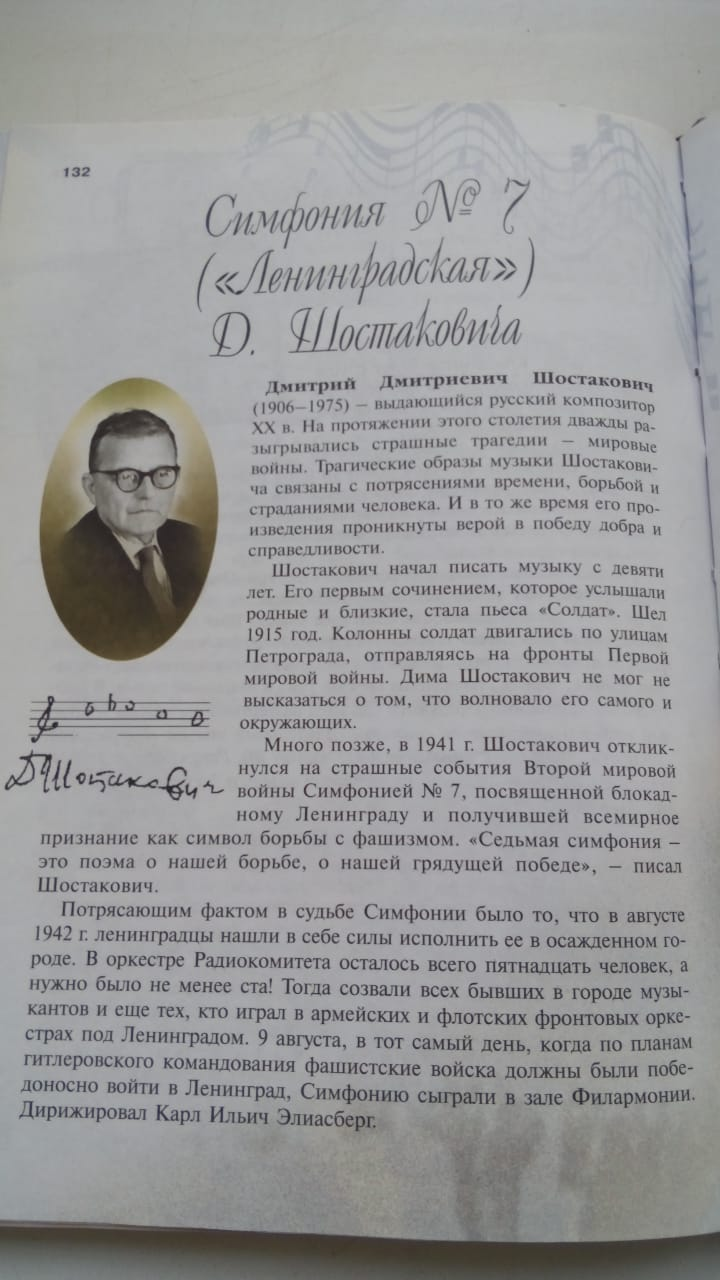 132
Симфония № 7
(«Ленинградская»)
Д. Шостаковича
Дмитрий Дмитриевич Шостакович
(1906–1975) – выдающийся русский композитор
XX в. На протяжении этого столетия дважды ра-
зыгрывались страшные трагедии – мировые
войны. Трагические образы музыки Шостакови-
ча связаны с потрясениями времени, борьбой и
страданиями человека. И в то же время его про-
изведения проникнуты верой в победу добра и
справедливости.
Шостакович начал писать музыку с девяти
лет. Его первым сочинением, которое услышали
родные и близкие, стала пьеса «Солдат». Шел
1915 год. Колонны солдат двигались по улицам
Петрограда, отправляясь на фронты Первой
мировой войны. Дима Шостакович не мог не
высказаться о том, что волновало его самого и
окружающих.
Много позже, в 1941 г. Шостакович отклик-
нулся на страшные события Второй мировой
войны Симфонией № 7, посвященной блокад-
ному Ленинграду и получившей всемирное
признание как символ борьбы с фашизмом. «Седьмая симфония –
это поэма о нашей борьбе, о нашей грядущей победе», – писал
Шостакович.
Потрясающим фактом в судьбе Симфонии было то, что в августе
1942 г. ленинградцы нашли в себе силы исполнить ее в осажденном го-
роде. В оркестре Радиокомитета осталось всего пятнадцать человек, а
нужно было не менее ста! Тогда созвали всех бывших в городе музы-
кантов и еще тех, кто играл в армейских и флотских фронтовых орке-
страх под Ленинградом. 9 августа, в тот самый день, когда по планам
гитлеровского командования фашистские войска должны были побе-
доносно войти в Ленинград, Симфонию сыграли в зале Филармонии.
Дирижировал Карл Ильич Элиасберг.
ДШостакович